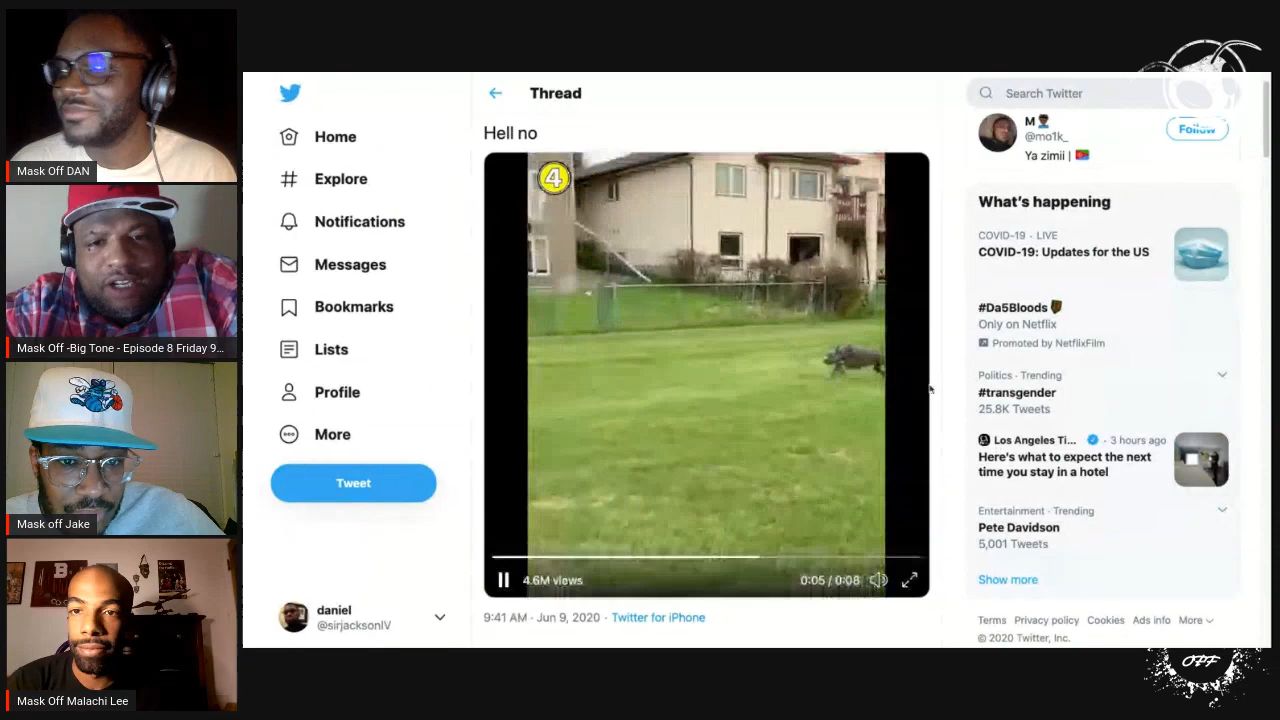 Mask Off DAN
Mask Off -Big Tone - Episode 8 Friday 9…
Mask off Jake
Mask Off Malachi Lee
Home
Explore
Notifications
Messages
Bookmarks
Lists
Profile
More
Tweet
daniel
@sirjacksonIV
Thread
Hell no
4
4.6M views
0:05 / 0:08
9:41 AM · Jun 9, 2020 · Twitter for iPhone
Search Twitter
M
@mo1k_
Follow
Ya zimii |
What's happening
COVID-19 · LIVE
COVID-19: Updates for the US
#Da5Bloods
Only on Netflix
Promoted by NetflixFilm
Politics · Trending
#transgender
25.8K Tweets
Los Angeles Ti... · 3 hours ago
Here's what to expect the next
time you stay in a hotel
Entertainment · Trending
Pete Davidson
5,001 Tweets
Show more
Terms Privacy policy Cookies Ads info More
© 2020 Twitter, Inc.
OFF